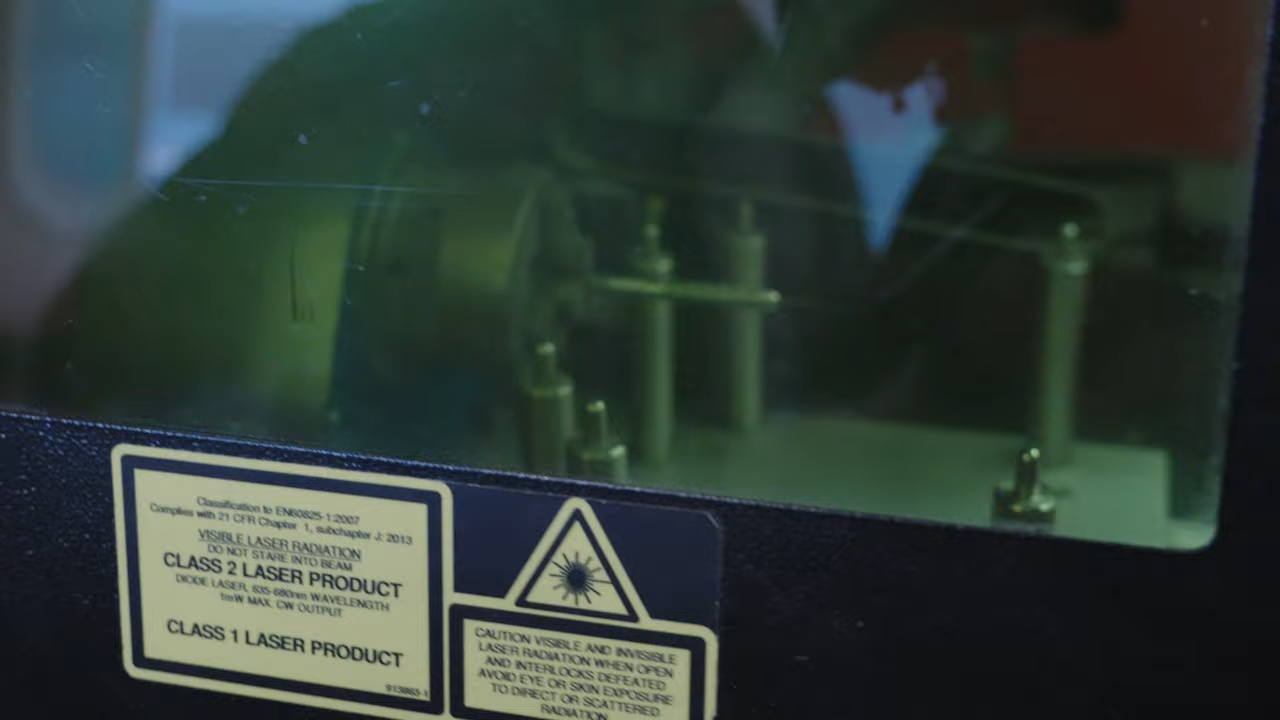 Classification to EN60825-1:2007
Complies with 21 CFR Chapter 1, subchapter J: 2013
VISIBLE LASER RADIATION
DO NOT STARE INTO BEAM
CLASS 2 LASER PRODUCT
DIODE LASER, 635-680nm WAVELENGTH
1mW MAX. CW OUTPUT
CLASS 1 LASER PRODUCT
913863-1
CAUTION VISIBLE AND INVISIBLE
LASER RADIATION WHEN OPEN
AND INTERLOCKS DEFEATED
AVOID EYE OR SKIN EXPOSURE
TO DIRECT OR SCATTERED
RADIATION